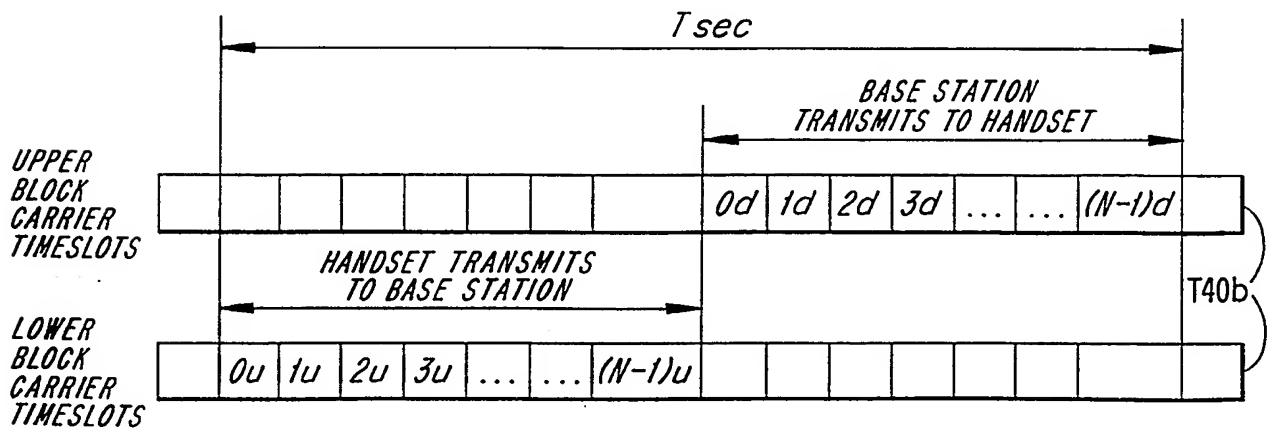 T sec
BASE STATION
TRANSMITS TO HANDSET
UPPER
BLOCK
CARRIER
TIMESLOTS
0d 1d 2d 3d ... ... (N-1)d
HANDSET TRANSMITS
TO BASE STATION
T40b
LOWER
BLOCK
CARRIER
TIMESLOTS
0u 1u 2u 3u ... ... (N-1)u